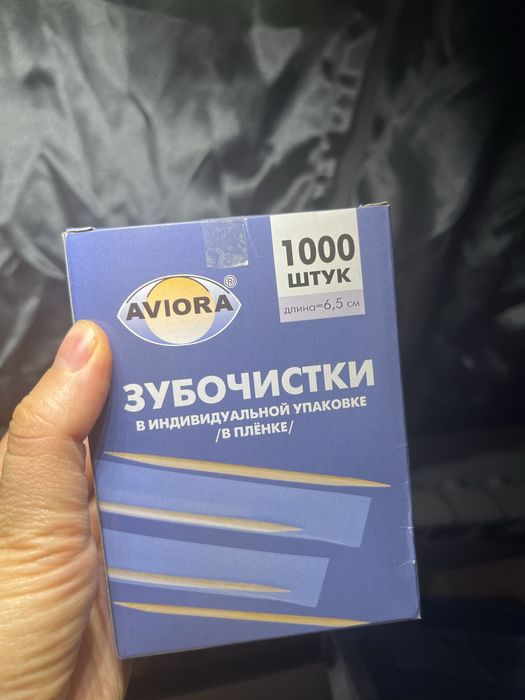 1000
ШТУК
длина=6,5 см
AVIORA®
ЗУБОЧИСТКИ
В ИНДИВИДУАЛЬНОЙ УПАКОВКЕ
/В ПЛЁНКЕ/